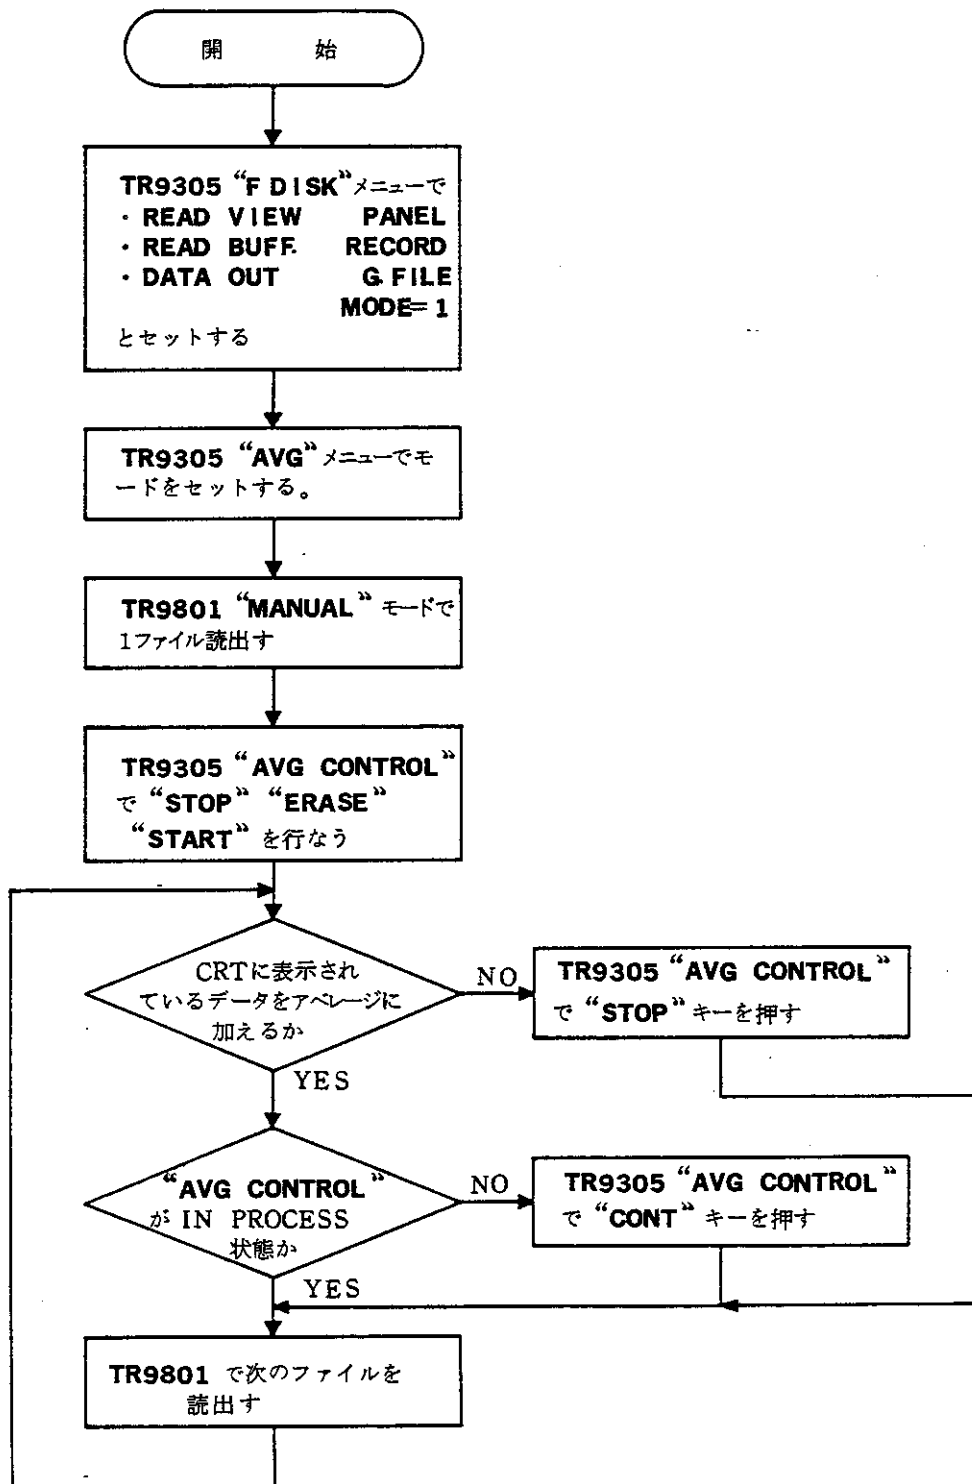 開 始
TR9305 “F DISK”メニューで
・READ VIEW PANEL
・READ BUFF. RECORD
・DATA OUT G.FILE
MODE=1
とセットする
TR9305 “AVG”メニューでモ
ードをセットする。
TR9801 “MANUAL” モードで
1ファイル読出す
TR9305 “AVG CONTROL”
で “STOP” “ERASE”
“START” を行なう
CRTに表示され
ているデータをアベレージに
加えるか
NO
TR9305 “AVG CONTROL”
で “STOP” キーを押す
YES
“AVG CONTROL”
が IN PROCESS
状態か
NO
TR9305 “AVG CONTROL”
で “CONT” キーを押す
YES
TR9801 で次のファイルを
読出す